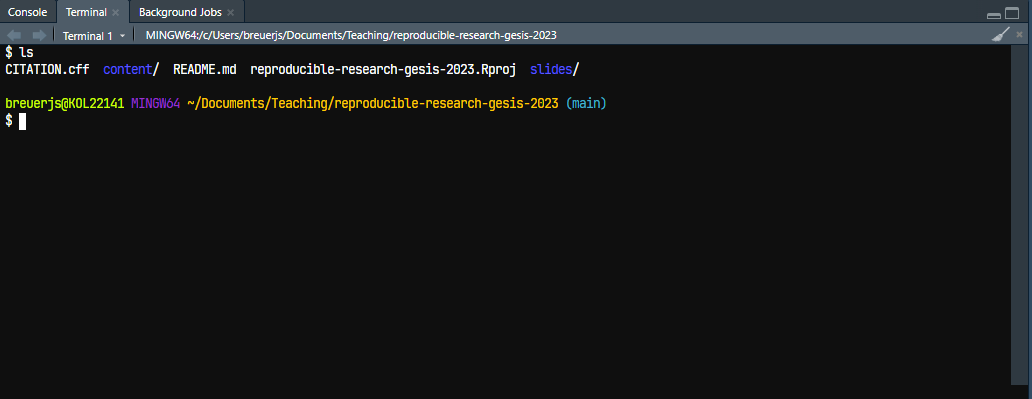 Console Terminal Background Jobs
Terminal 1 MINGW64:/c/Users/breuerjs/Documents/Teaching/reproducible-research-gesis-2023
$ ls
CITATION.cff content/ README.md reproducible-research-gesis-2023.Rproj slides/
breuerjs@KOL22141 MINGW64 ~/Documents/Teaching/reproducible-research-gesis-2023 (main)
$